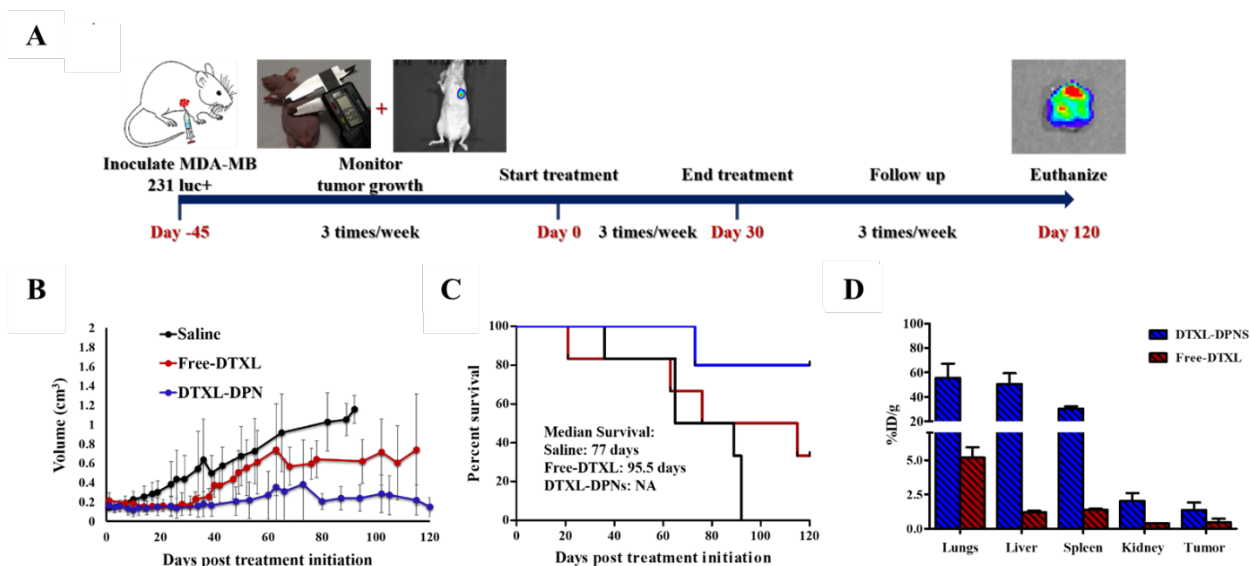 A
Inoculate MDA-MB
231 luc+
Monitor
tumor growth
+
Start treatment
End treatment
Follow up
Euthanize
Day -45
3 times/week
Day 0
3 times/week
Day 30
3 times/week
Day 120
B
Volume (cm³)
2
1.8
1.6
1.4
1.2
1
0.8
0.6
0.4
0.2
0
Saline
Free-DTXL
DTXL-DPN
0 20 40 60 80 100 120
Days post treatment initiation
C
Percent survival
100
80
60
40
20
0
Median Survival:
Saline: 77 days
Free-DTXL: 95.5 days
DTXL-DPNs: NA
0 20 40 60 80 100 120
Days post treatment initiation
D
%ID/g
100
80
60
40
20
5.0
2.5
0.0
DTXL-DPNS
Free-DTXL
Lungs Liver Spleen Kidney Tumor